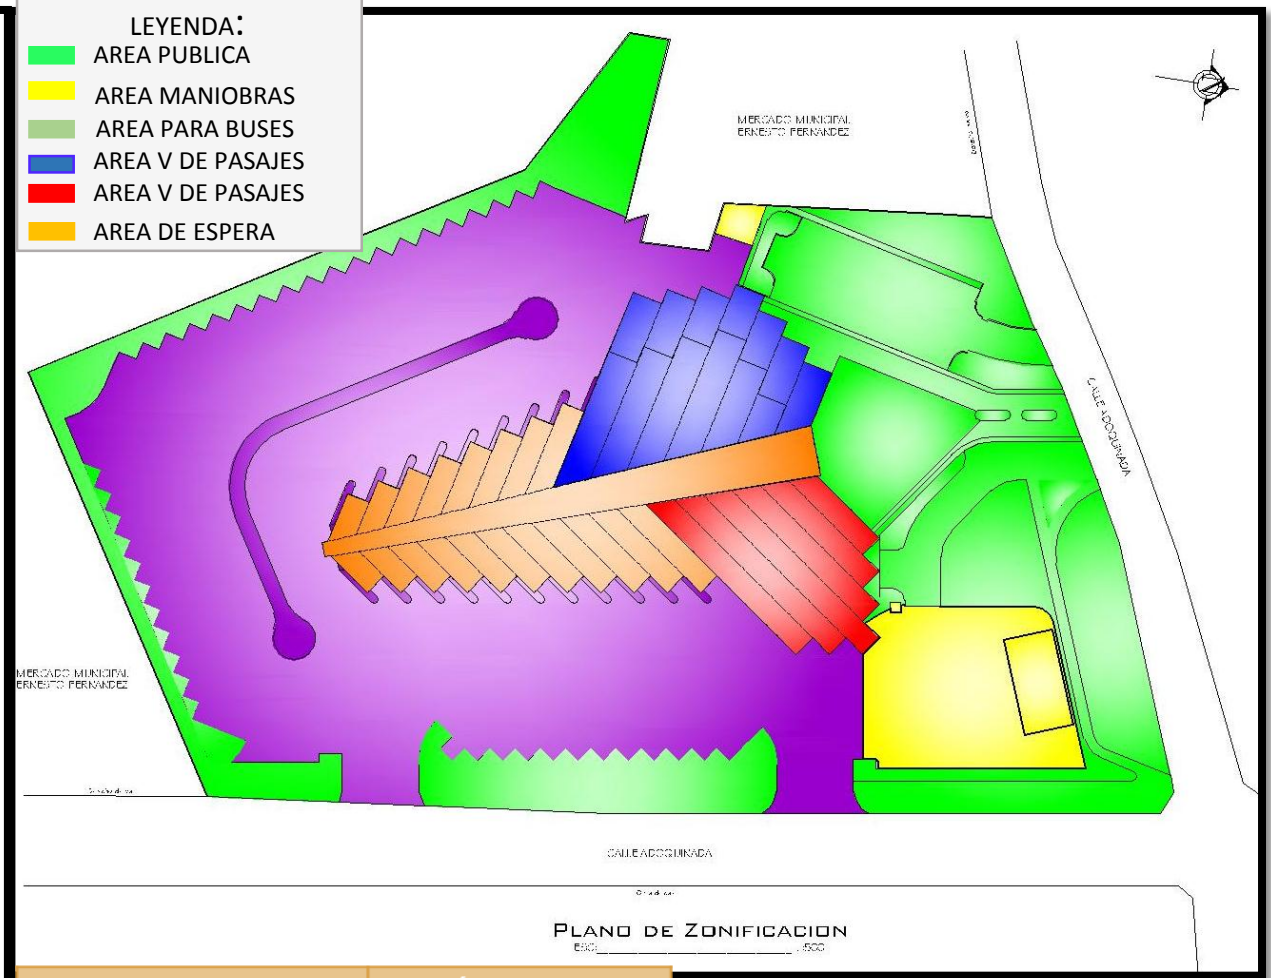 LEYENDA:
AREA PUBLICA
AREA MANIOBRAS
AREA PARA BUSES
AREA V DE PASAJES
AREA V DE PASAJES
AREA DE ESPERA
MERCADO MUNICIPAL
ERNESTO FERNANDEZ
CALLE ADOQUINADA
MERCADO MUNICIPAL
ERNESTO FERNANDEZ
CALLE ADOQUINADA
PLANO DE ZONIFICACION
ESC: